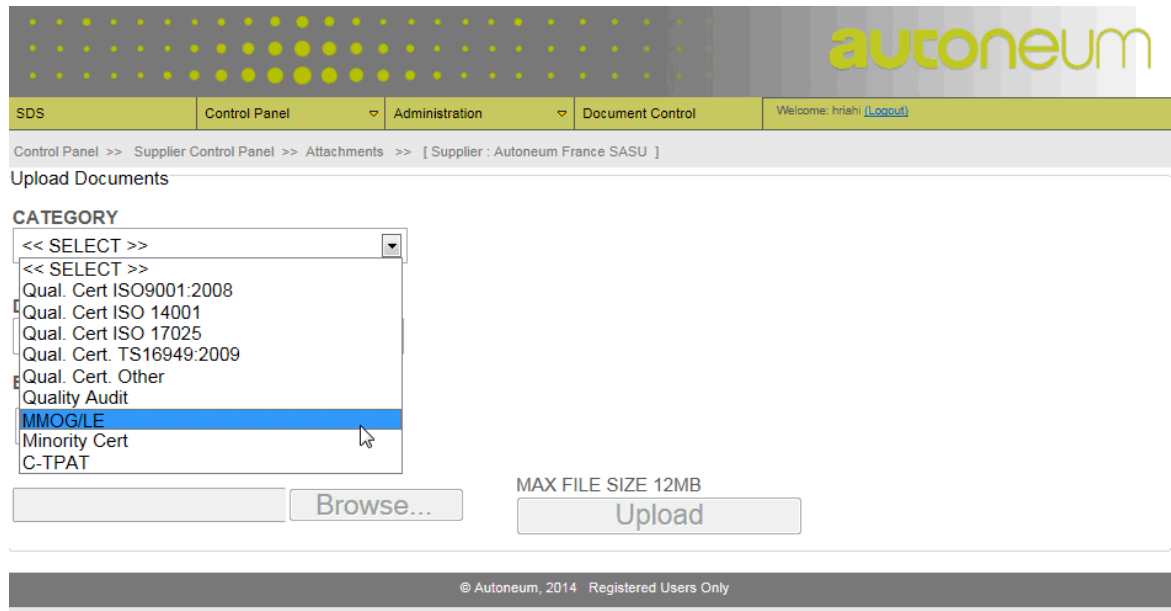 autoneum
SDS Control Panel Administration Document Control Welcome: hriahi (Logout)
Control Panel >> Supplier Control Panel >> Attachments >> [ Supplier : Autoneum France SASU ]
Upload Documents
CATEGORY
<< SELECT >>
<< SELECT >>
Qual. Cert ISO9001:2008
Qual. Cert ISO 14001
Qual. Cert ISO 17025
Qual. Cert. TS16949:2009
Qual. Cert. Other
Quality Audit
MMOG/LE
Minority Cert
C-TPAT
MAX FILE SIZE 12MB
Browse... Upload
© Autoneum, 2014 Registered Users Only